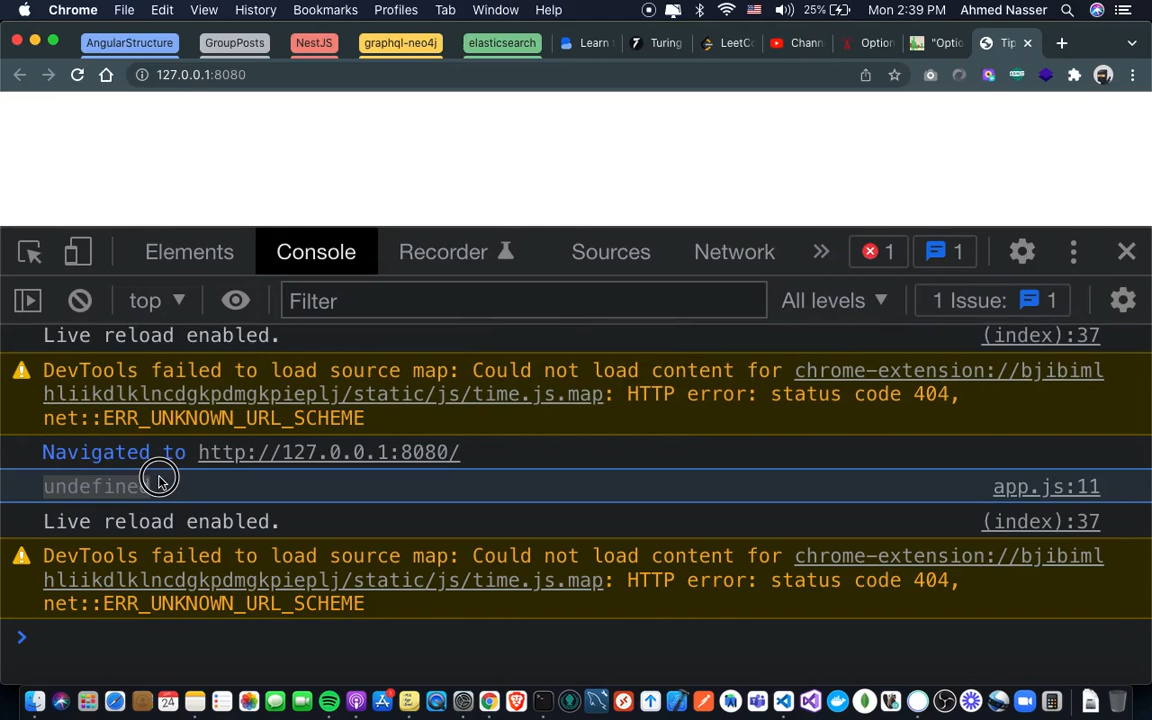 Chrome File Edit View History Bookmarks Profiles Tab Window Help 25% Mon 2:39 PM Ahmed Nasser
AngularStructure GroupPosts NestJS graphql-neo4j elasticsearch Learn Turing LeetC Chann Option "Optio Tip
127.0.0.1:8080
Elements Console Recorder Sources Network » 1 1
top Filter All levels 1 Issue: 1
Live reload enabled. (index):37
DevTools failed to load source map: Could not load content for chrome-extension://bjibiml
hliikdlklncdgkpdmgkpieplj/static/js/time.js.map: HTTP error: status code 404,
net::ERR_UNKNOWN_URL_SCHEME
Navigated to http://127.0.0.1:8080/
undefined app.js:11
Live reload enabled. (index):37
DevTools failed to load source map: Could not load content for chrome-extension://bjibiml
hliikdlklncdgkpdmgkpieplj/static/js/time.js.map: HTTP error: status code 404,
net::ERR_UNKNOWN_URL_SCHEME
24